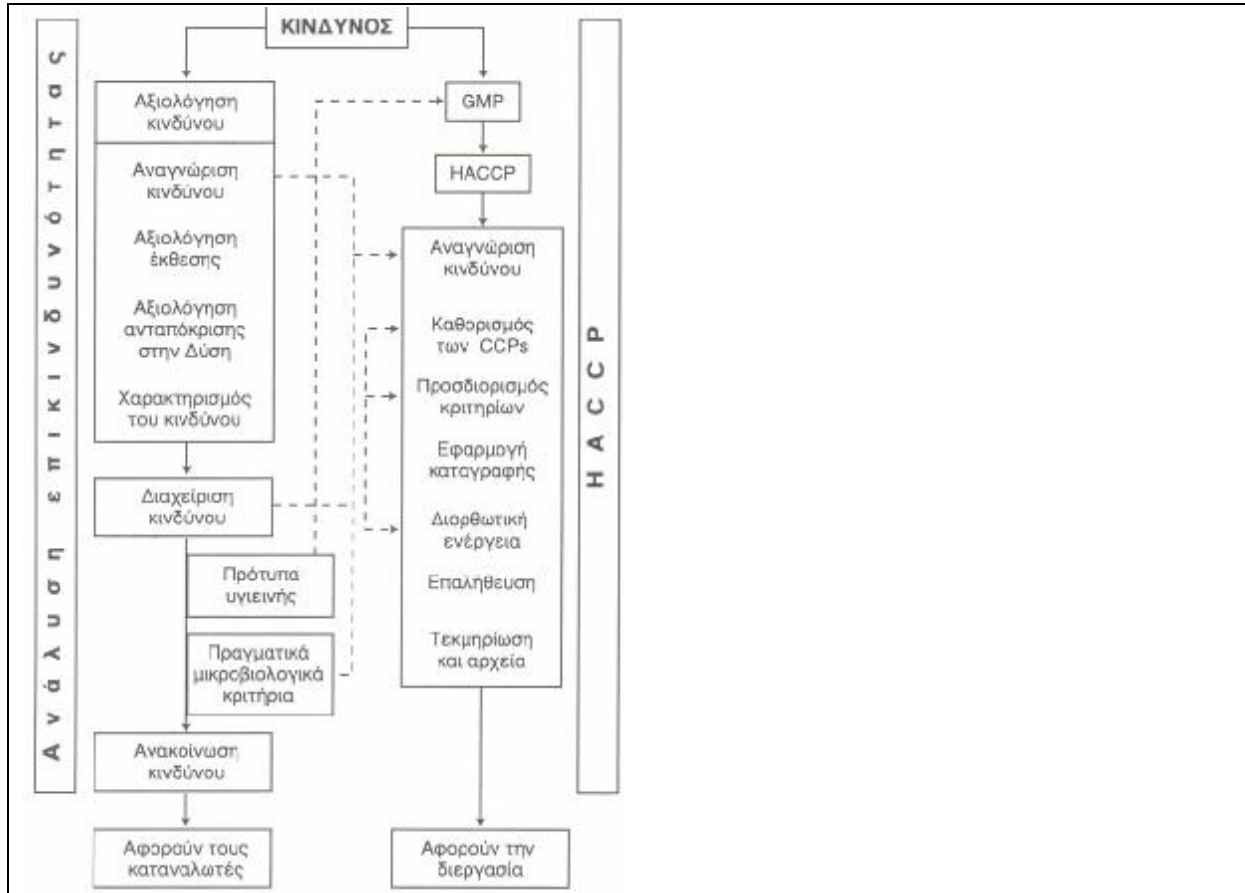 ΚΙΝΔΥΝΟΣ
Ανάλυση επικινδυνότητας
Αξιολόγηση
κινδύνου
Αναγνώριση
κινδύνου
Αξιολόγηση
έκθεσης
Αξιολόγηση
ανταπόκρισης
στην Δύση
Χαρακτηρισμός
του κινδύνου
Διαχείριση
κινδύνου
Πρότυπα
υγιεινής
Πραγματικά
μικροβιολογικά
κριτήρια
Ανακοίνωση
κινδύνου
Αφορούν τους
καταναλωτές
GMP
HACCP
Αναγνώριση
κινδύνου
Καθορισμός
των CCPs
Προσδιορισμός
κριτηρίων
Εφαρμογή
καταγραφής
Διορθωτική
ενέργεια
Επαλήθευση
Τεκμηρίωση
και αρχεία
Αφορούν την
διεργασία
HACCP